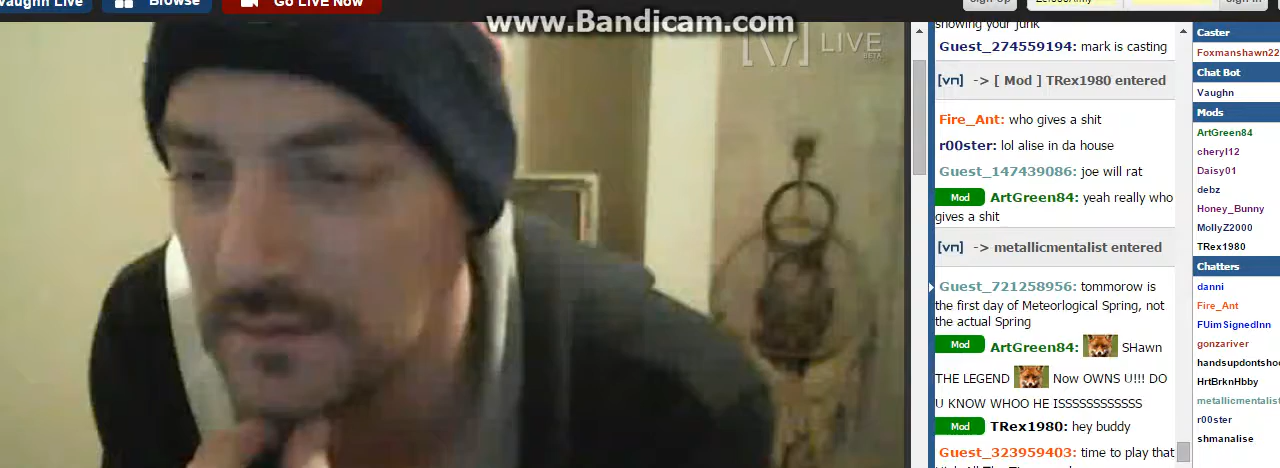 Vaughn Live
Browse
Go LIVE Now
www.Bandicam.com
Sign Up
Sign In
[V] LIVE
BETA
showing your junk
Guest_274559194: mark is casting
[vn] -> [ Mod ] TRex1980 entered
Fire_Ant: who gives a shit
r00ster: lol alise in da house
Guest_147439086: joe will rat
Mod ArtGreen84: yeah really who
gives a shit
[vn] -> metallicmentalist entered
Guest_721258956: tommorow is
the first day of Meteorlogical Spring, not
the actual Spring
Mod ArtGreen84: SHawn
THE LEGEND Now OWNS U!!! DO
U KNOW WHOO HE ISSSSSSSSSSSS
Mod TRex1980: hey buddy
Guest_323959403: time to play that
Caster
Foxmanshawn22
Chat Bot
Vaughn
Mods
ArtGreen84
cheryl12
Daisy01
debz
Honey_Bunny
MollyZ2000
TRex1980
Chatters
danni
Fire_Ant
FUimSignedInn
gonzariver
handsupdontshoo
HrtBrknHbby
metallicmentalist
r00ster
shmanalise